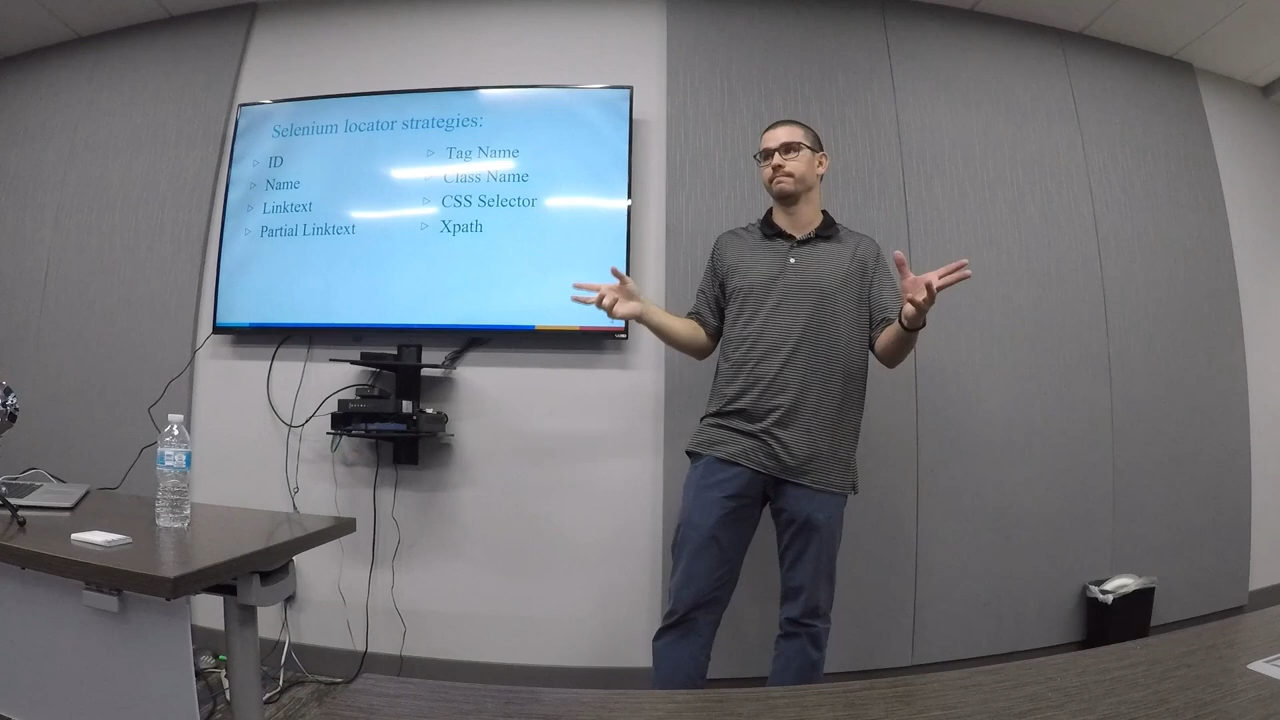 Selenium locator strategies:
ID
Name
Linktext
Partial Linktext
Tag Name
Class Name
CSS Selector
Xpath